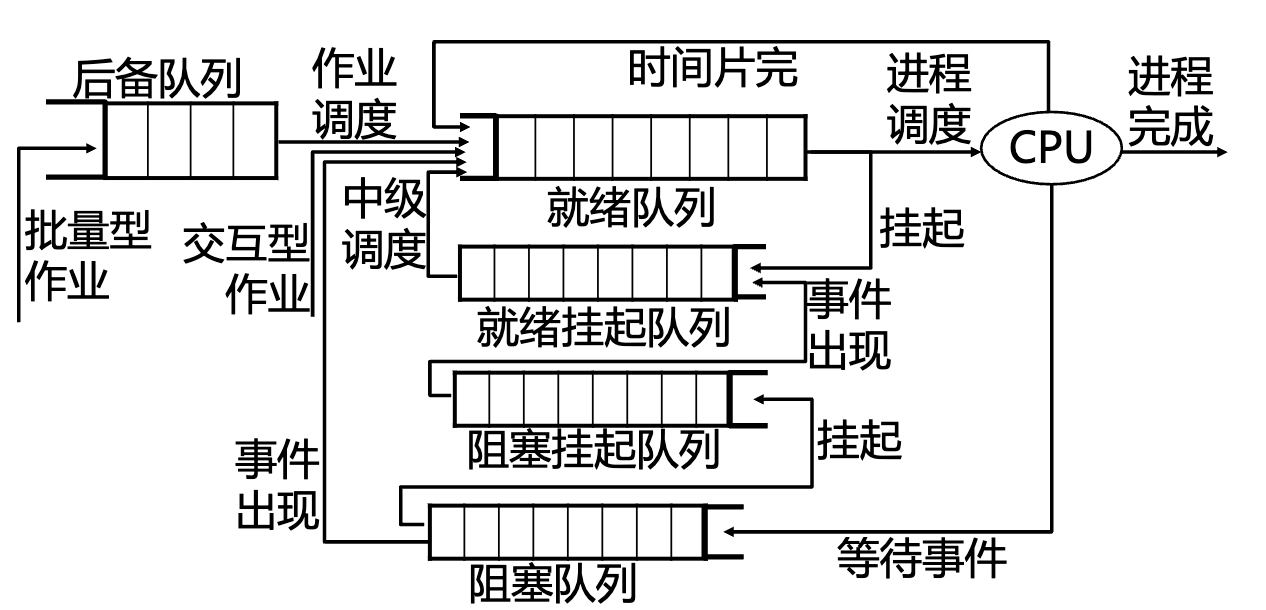 后备队列
作业
调度
时间片完
进程
调度
CPU
进程
完成
批量型
作业
交互型
作业
中级
调度
就绪队列
挂起
就绪挂起队列
事件
出现
阻塞挂起队列
挂起
事件
出现
阻塞队列
等待事件